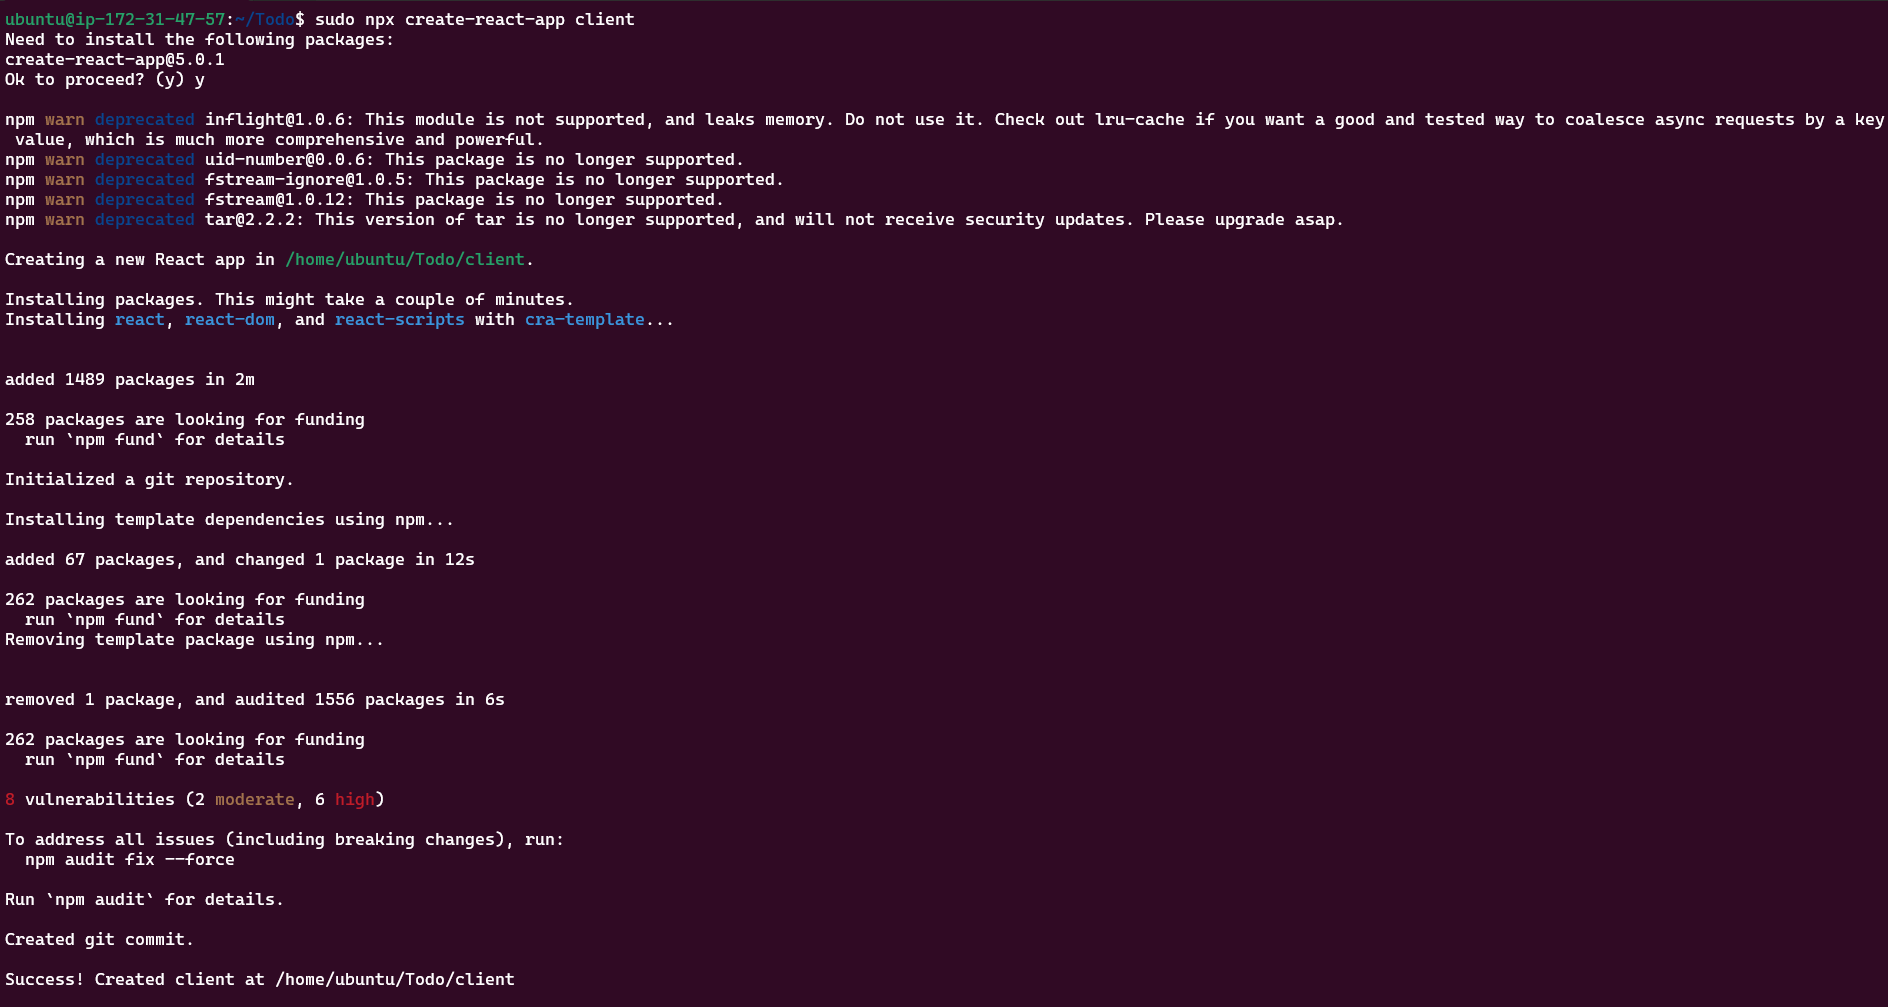 ubuntu@ip-172-31-47-57:~/Todo$ sudo npx create-react-app client
Need to install the following packages:
create-react-app@5.0.1
Ok to proceed? (y) y
npm warn deprecated inflight@1.0.6: This module is not supported, and leaks memory. Do not use it. Check out lru-cache if you want a good and tested way to coalesce async requests by a key
value, which is much more comprehensive and powerful.
npm warn deprecated uid-number@0.0.6: This package is no longer supported.
npm warn deprecated fstream-ignore@1.0.5: This package is no longer supported.
npm warn deprecated fstream@1.0.12: This package is no longer supported.
npm warn deprecated tar@2.2.2: This version of tar is no longer supported, and will not receive security updates. Please upgrade asap.
Creating a new React app in /home/ubuntu/Todo/client.
Installing packages. This might take a couple of minutes.
Installing react, react-dom, and react-scripts with cra-template...
added 1489 packages in 2m
258 packages are looking for funding
  run `npm fund` for details
Initialized a git repository.
Installing template dependencies using npm...
added 67 packages, and changed 1 package in 12s
262 packages are looking for funding
  run `npm fund` for details
Removing template package using npm...
removed 1 package, and audited 1556 packages in 6s
262 packages are looking for funding
  run `npm fund` for details
8 vulnerabilities (2 moderate, 6 high)
To address all issues (including breaking changes), run:
  npm audit fix --force
Run `npm audit` for details.
Created git commit.
Success! Created client at /home/ubuntu/Todo/client